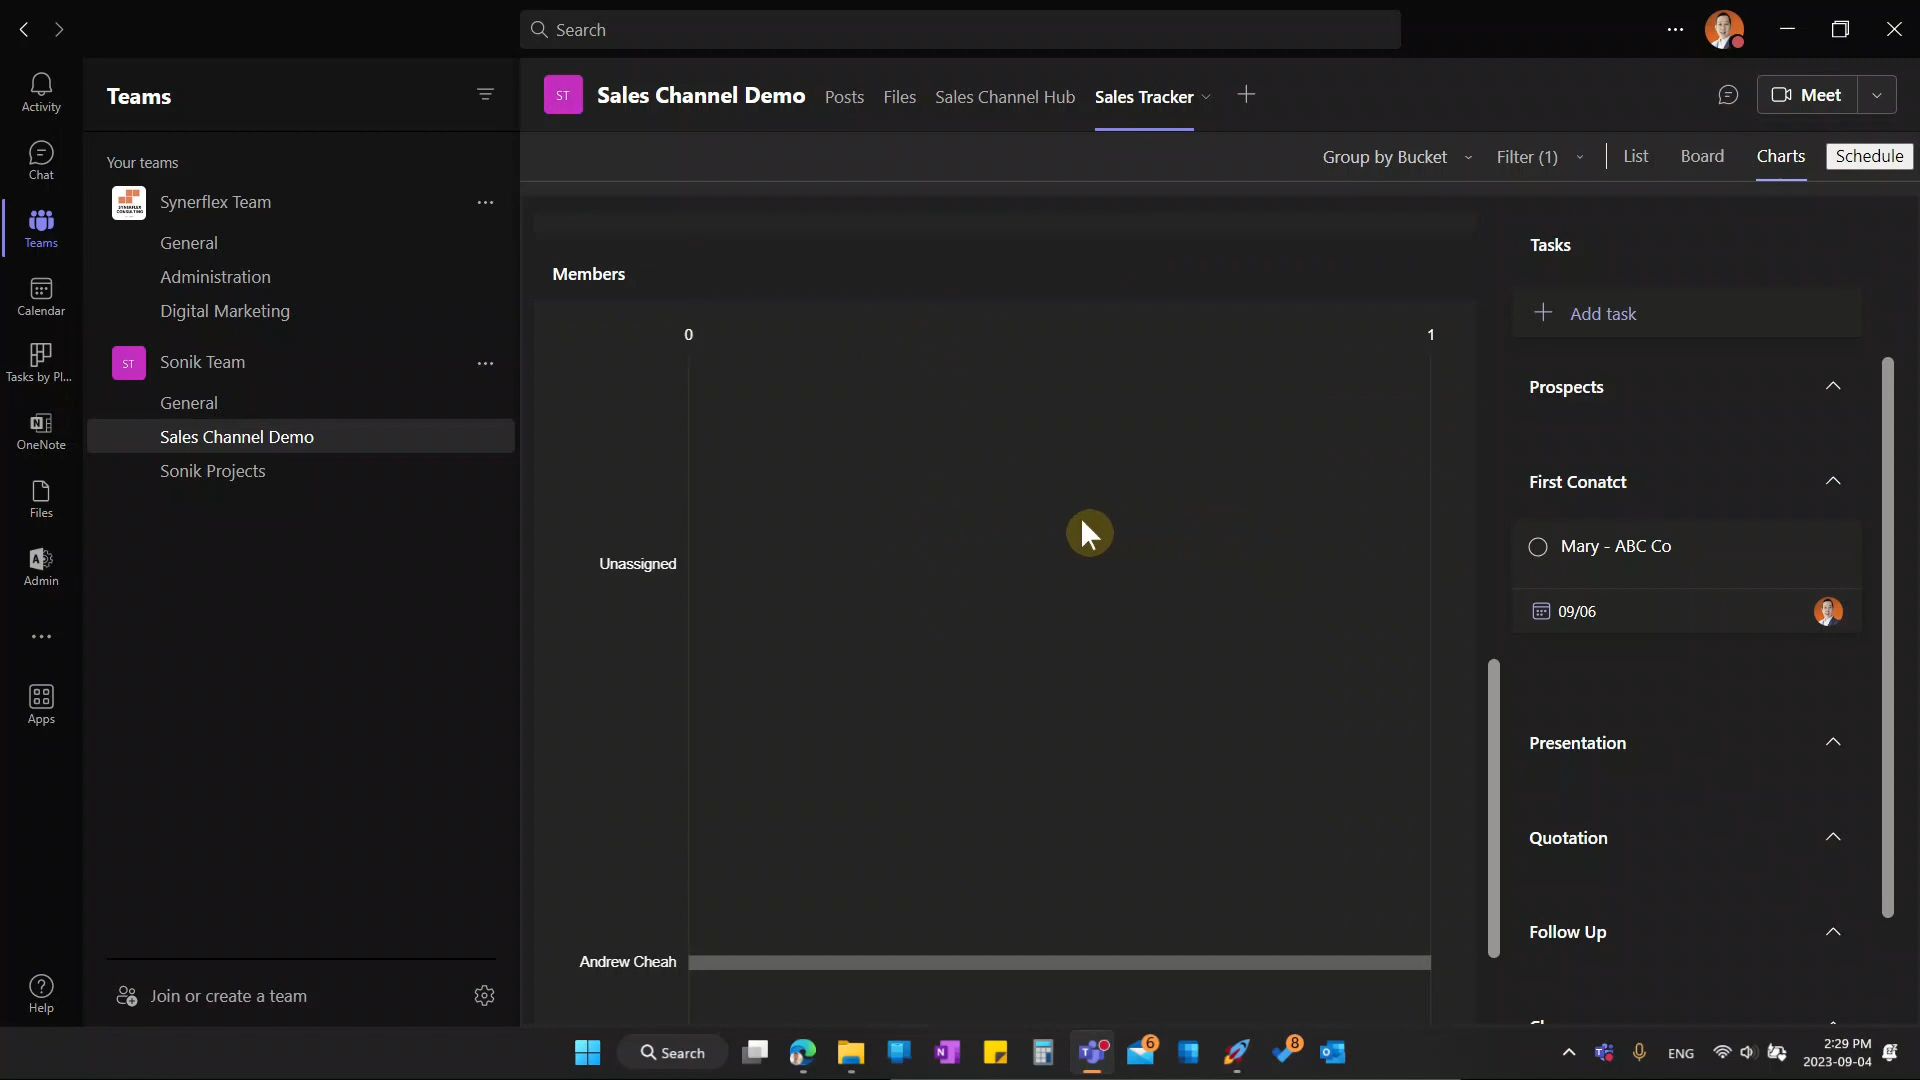 Search
Activity
Chat
Teams
Calendar
Tasks by Pl...
OneNote
Files
Admin
Apps
Help
Teams
Your teams
SYNERFLEX
CONSULTING
Synerflex Team
General
Administration
Digital Marketing
ST
Sonik Team
General
Sales Channel Demo
Sonik Projects
Join or create a team
ST
Sales Channel Demo
Posts
Files
Sales Channel Hub
Sales Tracker
Meet
Group by Bucket
Filter (1)
List
Board
Charts
Schedule
Members
0
1
Unassigned
Andrew Cheah
Tasks
Add task
Prospects
First Conatct
Mary - ABC Co
09/06
Presentation
Quotation
Follow Up
Search
6
8
ENG
2:29 PM
2023-09-04